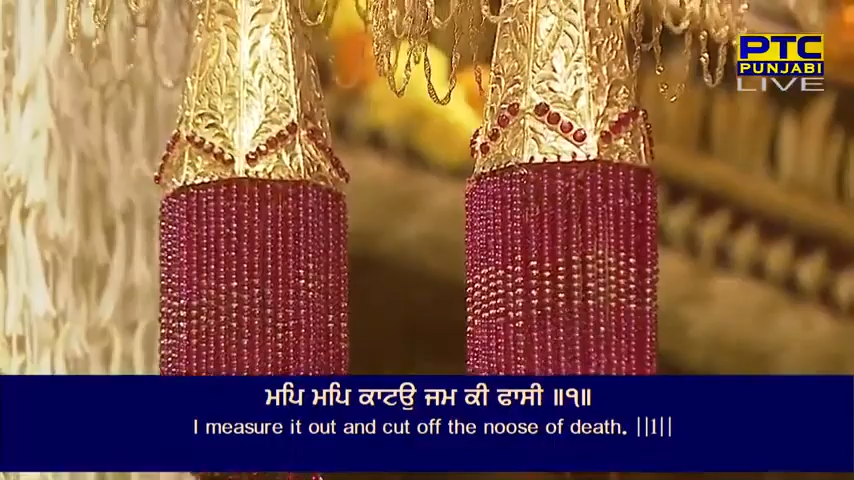 PTC
PUNJABI
LIVE
ਮਪਿ ਮਪਿ ਕਾਟਉ ਜਮ ਕੀ ਫਾਸੀ ॥੧॥
I measure it out and cut off the noose of death. ||1||